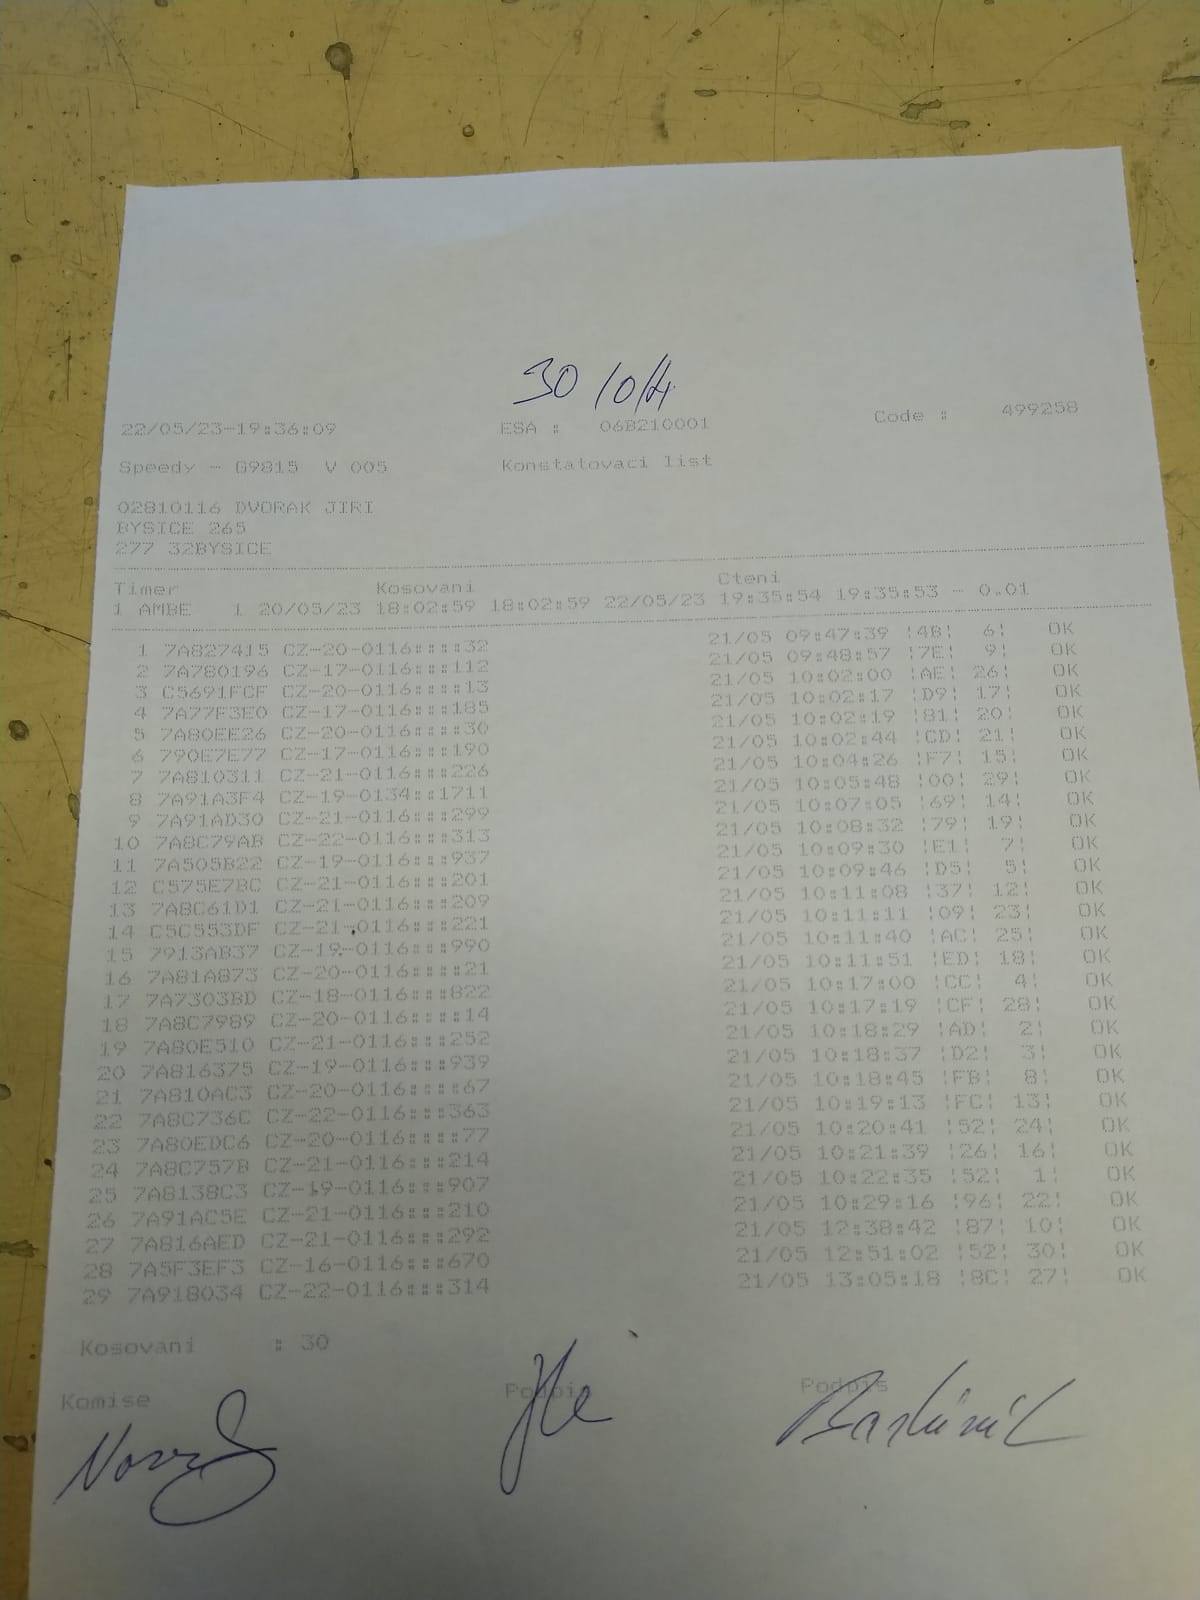 30 10/4
22/05/23-19:36:09 ESA : 06B210001 Code : 499258
Speedy - G9815 V 005 Konstatovaci list
02810116 DVORAK JIRI
BYSICE 265
277 32BYSICE
Timer Kosovani Cteni
1 AMBE 1 20/05/23 18:02:59 18:02:59 22/05/23 19:35:54 19:35:53 - 0.01
1 7A827415 CZ-20-0116::::32 21/05 09:47:39 ¦4B¦ 6¦ OK
2 7A780196 CZ-17-0116:::112 21/05 09:48:57 ¦7E¦ 9¦ OK
3 C5691FCF CZ-20-0116::::13 21/05 10:02:00 ¦AE¦ 26¦ OK
4 7A77F3E0 CZ-17-0116:::185 21/05 10:02:17 ¦D9¦ 17¦ OK
5 7A80EE26 CZ-20-0116::::30 21/05 10:02:19 ¦81¦ 20¦ OK
6 790E7E77 CZ-17-0116:::190 21/05 10:02:44 ¦CD¦ 21¦ OK
7 7A810311 CZ-21-0116:::226 21/05 10:04:26 ¦F7¦ 15¦ OK
8 7A91A3F4 CZ-19-0134::1711 21/05 10:05:48 ¦00¦ 29¦ OK
9 7A91AD30 CZ-21-0116:::299 21/05 10:07:05 ¦69¦ 14¦ OK
10 7A8C79AB CZ-22-0116:::313 21/05 10:08:32 ¦79¦ 19¦ OK
11 7A505B22 CZ-19-0116:::937 21/05 10:09:30 ¦E1¦ 7¦ OK
12 C575E7BC CZ-21-0116:::201 21/05 10:09:46 ¦D5¦ 5¦ OK
13 7A8C61D1 CZ-21-0116:::209 21/05 10:11:08 ¦37¦ 12¦ OK
14 C5C553DF CZ-21-0116:::221 21/05 10:11:11 ¦09¦ 23¦ OK
15 7913AB37 CZ-19-0116:::990 21/05 10:11:40 ¦AC¦ 25¦ OK
16 7A81A873 CZ-20-0116::::21 21/05 10:11:51 ¦ED¦ 18¦ OK
17 7A7303BD CZ-18-0116:::822 21/05 10:17:00 ¦CC¦ 4¦ OK
18 7A8C7989 CZ-20-0116::::14 21/05 10:17:19 ¦CF¦ 28¦ OK
19 7A80E510 CZ-21-0116:::252 21/05 10:18:29 ¦AD¦ 2¦ OK
20 7A816375 CZ-19-0116:::939 21/05 10:18:37 ¦D2¦ 3¦ OK
21 7A810AC3 CZ-20-0116::::67 21/05 10:18:45 ¦FB¦ 8¦ OK
22 7A8C736C CZ-22-0116:::363 21/05 10:19:13 ¦FC¦ 13¦ OK
23 7A80EDC6 CZ-20-0116::::77 21/05 10:20:41 ¦52¦ 24¦ OK
24 7A8C757B CZ-21-0116:::214 21/05 10:21:39 ¦26¦ 16¦ OK
25 7A8138C3 CZ-19-0116:::907 21/05 10:22:35 ¦52¦ 1¦ OK
26 7A91AC5E CZ-21-0116:::210 21/05 10:29:16 ¦96¦ 22¦ OK
27 7A816AED CZ-21-0116:::292 21/05 12:38:42 ¦87¦ 10¦ OK
28 7A5F3EF3 CZ-16-0116:::670 21/05 12:51:02 ¦52¦ 30¦ OK
29 7A918034 CZ-22-0116:::314 21/05 13:05:18 ¦8C¦ 27¦ OK
Kosovani : 30
Komise Podpis Podpis